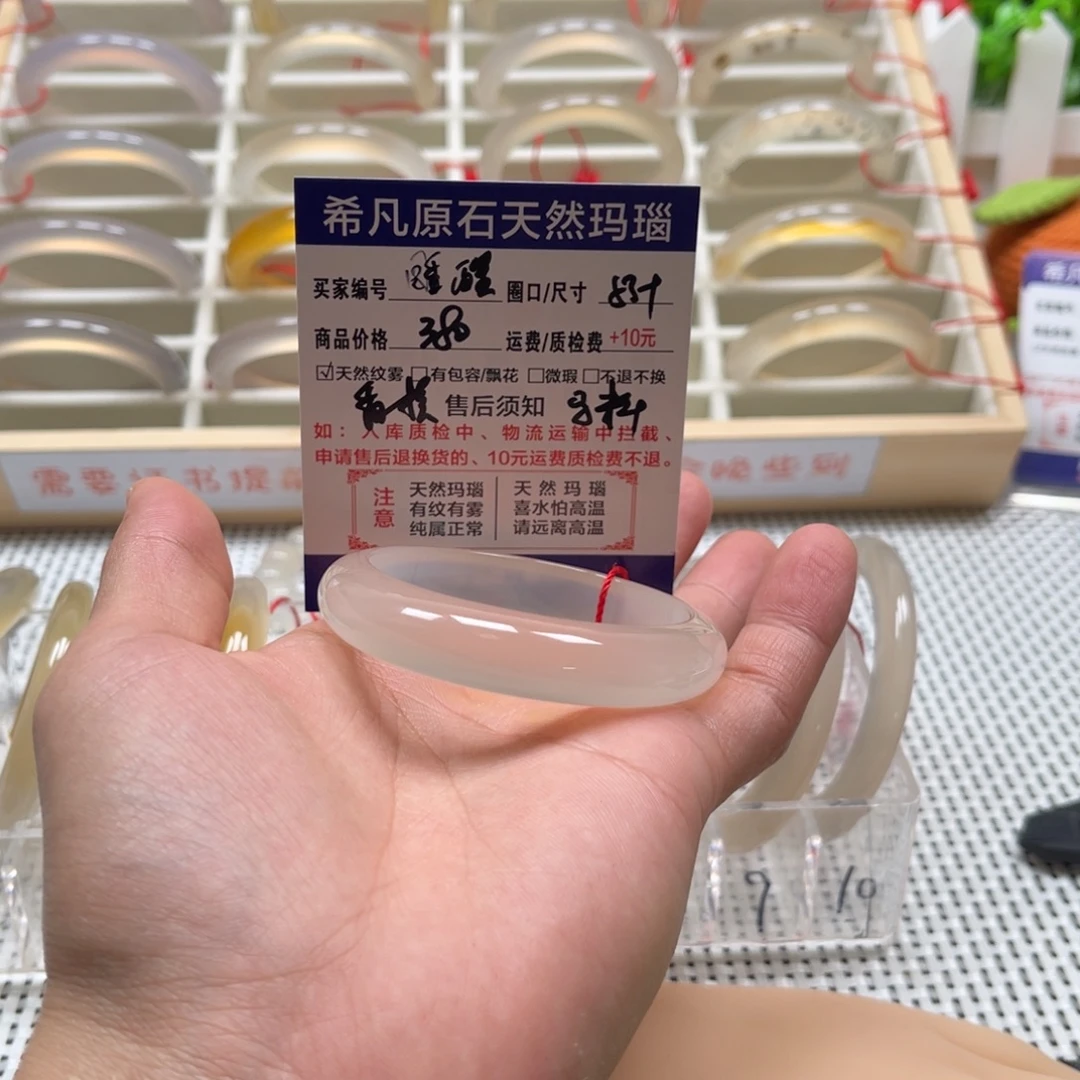 希凡原石天然玛瑙
买家编号 圈口/尺寸
商品价格 380 运费/质检费 +10元
☑天然纹雾 □有包容/飘花 □微瑕 □不退不换
售后须知
如：入库质检中、物流运输中拦截、
申请售后退换货的、10元运费质检费不退。
注意
天然玛瑙
有纹有雾
纯属正常
天然玛瑙
喜水怕高温
请远离高温
9 10